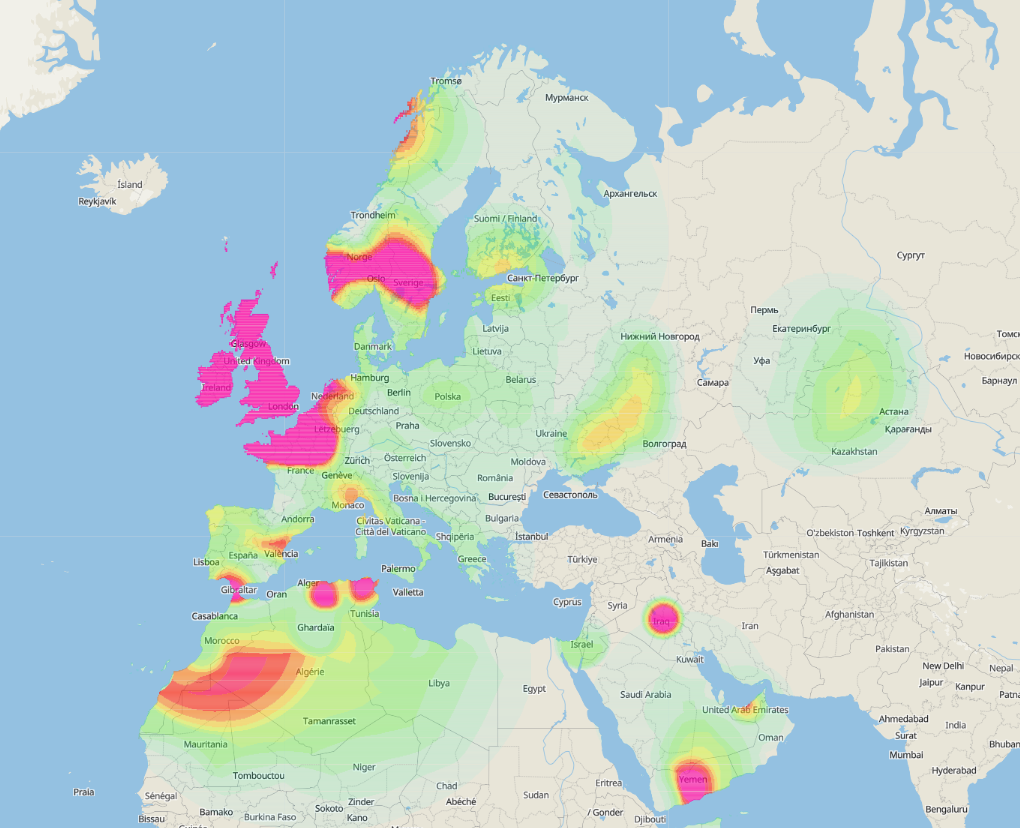 Tromsø
Мурманск
Ísland
Reykjavík
Архангельск
Trondheim
Suomi / Finland
Norge
Сургут
Oslo
Sverige
Санкт-Петербург
Eesti
Пермь
Latvija
Екатеринбург
Нижний Новгород
Томс
Glasgow
Danmark
Lietuva
Новосибирс
United Kingdom
Уфа
Hamburg
Belarus
Самара
Барнаул
Ireland
Nederland
Berlin
Polska
London
Deutschland
Астана
Lëtzebuerg
Praha
Қарағанды
Ukraine
Slovensko
Волгоград
Kazakhstan
Zürich
Österreich
Moldova
France
Genève
Slovenija
România
Monaco
Bosna i Hercegovina
București
Севастополь
Алматы
Andorra
Civitas Vaticana –
Città del Vaticano
Bulgaria
O'zbekiston
Toshkent
Kyrgyzstan
Shqipëria
İstanbul
Armenia
Bakı
España
València
Türkmenistan
Lisboa
Greece
Türkiye
Tajikistan
Palermo
Aşgabat
Alger
Gibraltar
Oran
Valletta
Cyprus
Syria
Casablanca
Tunisia
Afghanistan
Iraq
Iran
Ghardaïa
Morocco
Israel
Pakistan
Kuwait
New Delhi
Nepal
Algérie
Libya
Egypt
Saudi Arabia
Jaipur
Kanpur
Patna
United Arab Emirates
Tamanrasset
Ahmedabad
India
Surat
Mauritania
Oman
Bhuban
Mumbai
Niger
Tombouctou
Yemen
Hyderabad
Chad
Eritrea
Praia
Sénégal
Zinder
Abéché
Sudan
Sokoto
Bamako
/ Gonder
Bengaluru
Bissau
Burkina Faso
Kano
Djibouti